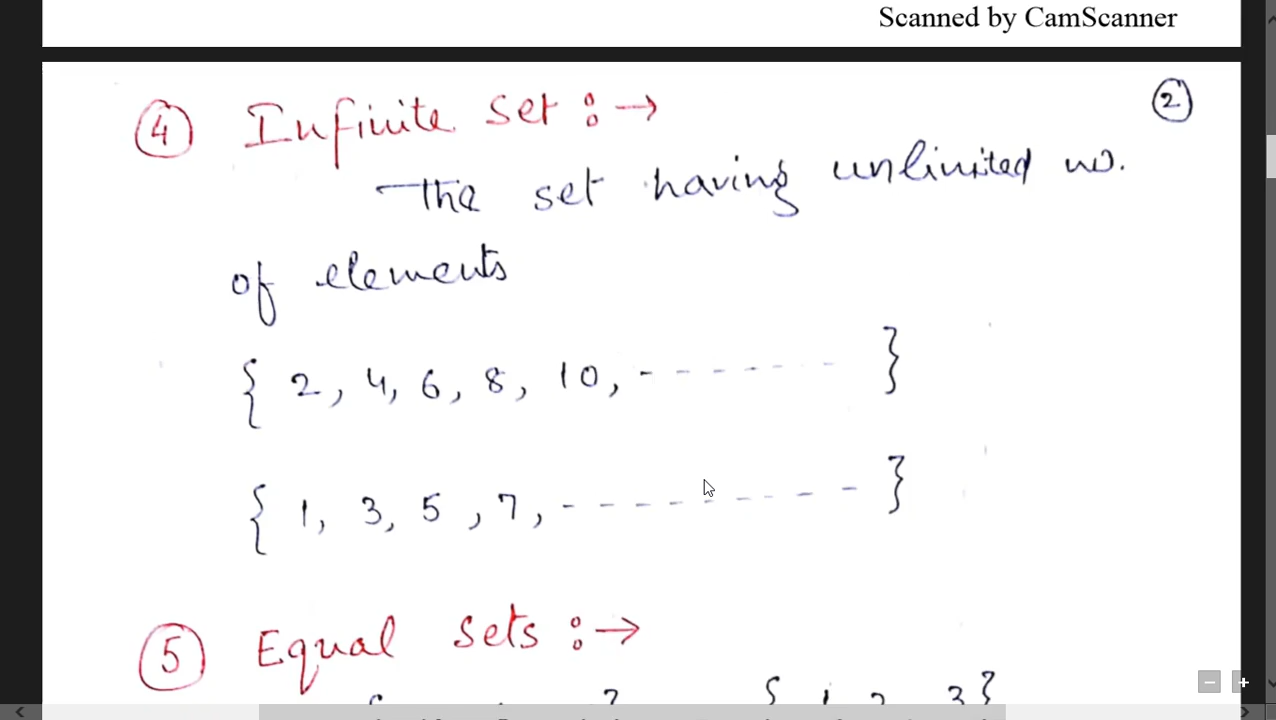 Scanned by CamScanner
②
④ Infinite set :→
The set having unlimited no.
of elements
{ 2, 4, 6, 8, 10, - - - - - - - }
{ 1, 3, 5, 7, - - - - - - - - - }
⑤ Equal sets :→